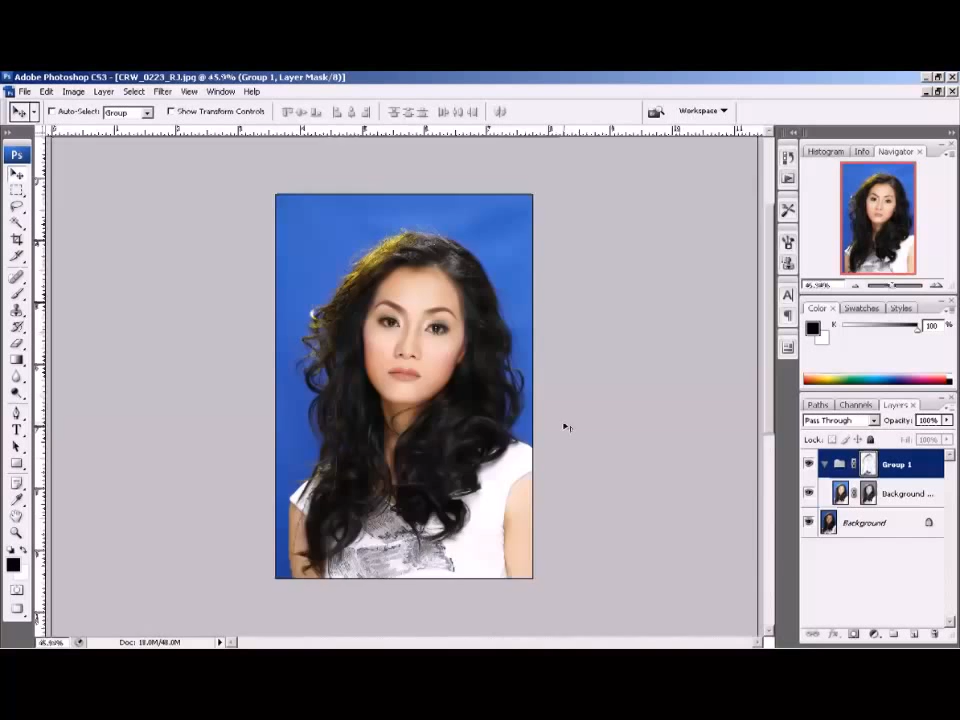 Adobe Photoshop CS3 - [CRW_0223_RJ.jpg @ 45.9% (Group 1, Layer Mask/8)]
File Edit Image Layer Select Filter View Window Help
Auto-Select: Group Show Transform Controls Workspace
Ps
Histogram Info Navigator
Color Swatches Styles
K 100 %
Paths Channels Layers
Pass Through Opacity: 100%
Lock: Fill: 100%
Group 1
Background ...
Background
T
A
Doc: 18.0M/48.0M